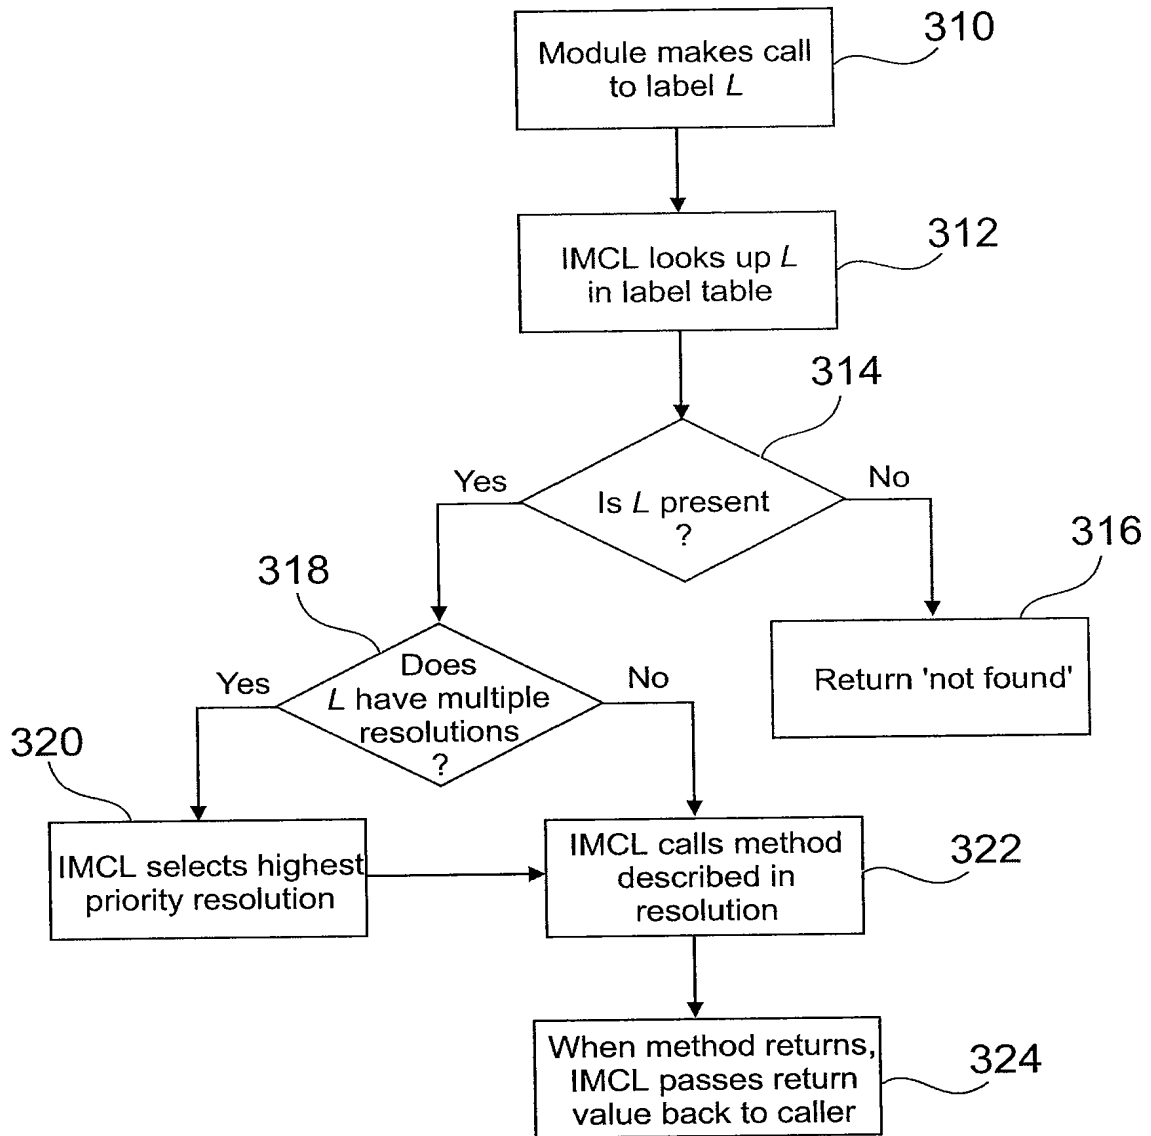 310
Module makes call
to label L
312
IMCL looks up L
in label table
314
Yes
No
Is L present
?
316
318
Return 'not found'
Yes
No
Does
L have multiple
resolutions
?
320
IMCL selects highest
priority resolution
IMCL calls method
described in
resolution
322
When method returns,
IMCL passes return
value back to caller
324